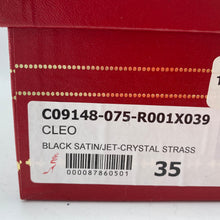 C09148-075-R001X039
CLEO
BLACK SATIN/JET-CRYSTAL STRASS
000087860501
35